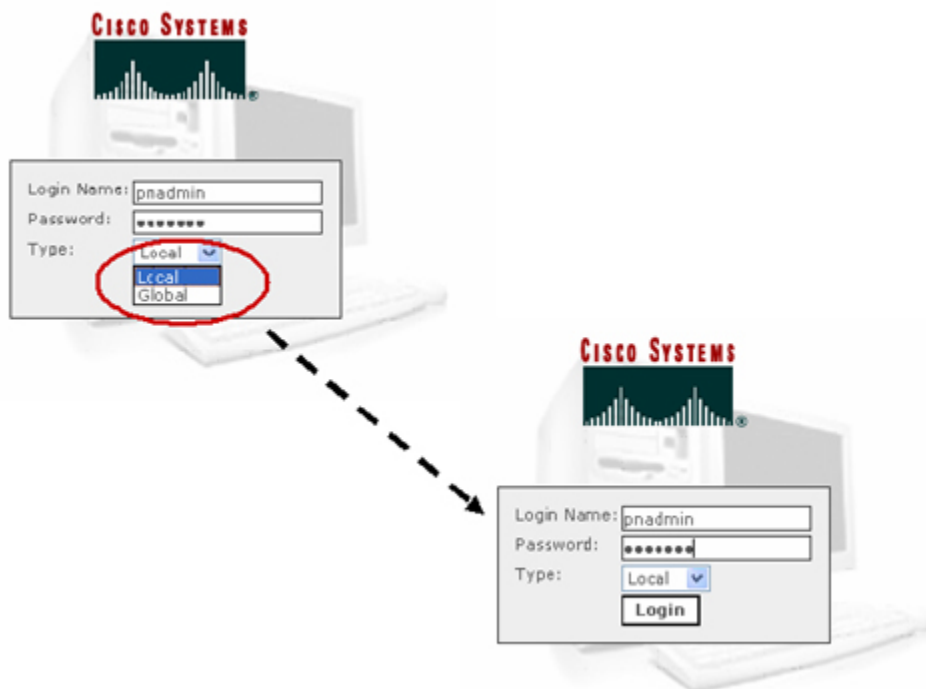 CISCO SYSTEMS
®
Login Name: pnadmin
Password: •••••••
Type: Local
Local
Global
CISCO SYSTEMS
®
Login Name: pnadmin
Password: •••••••
Type: Local
Login